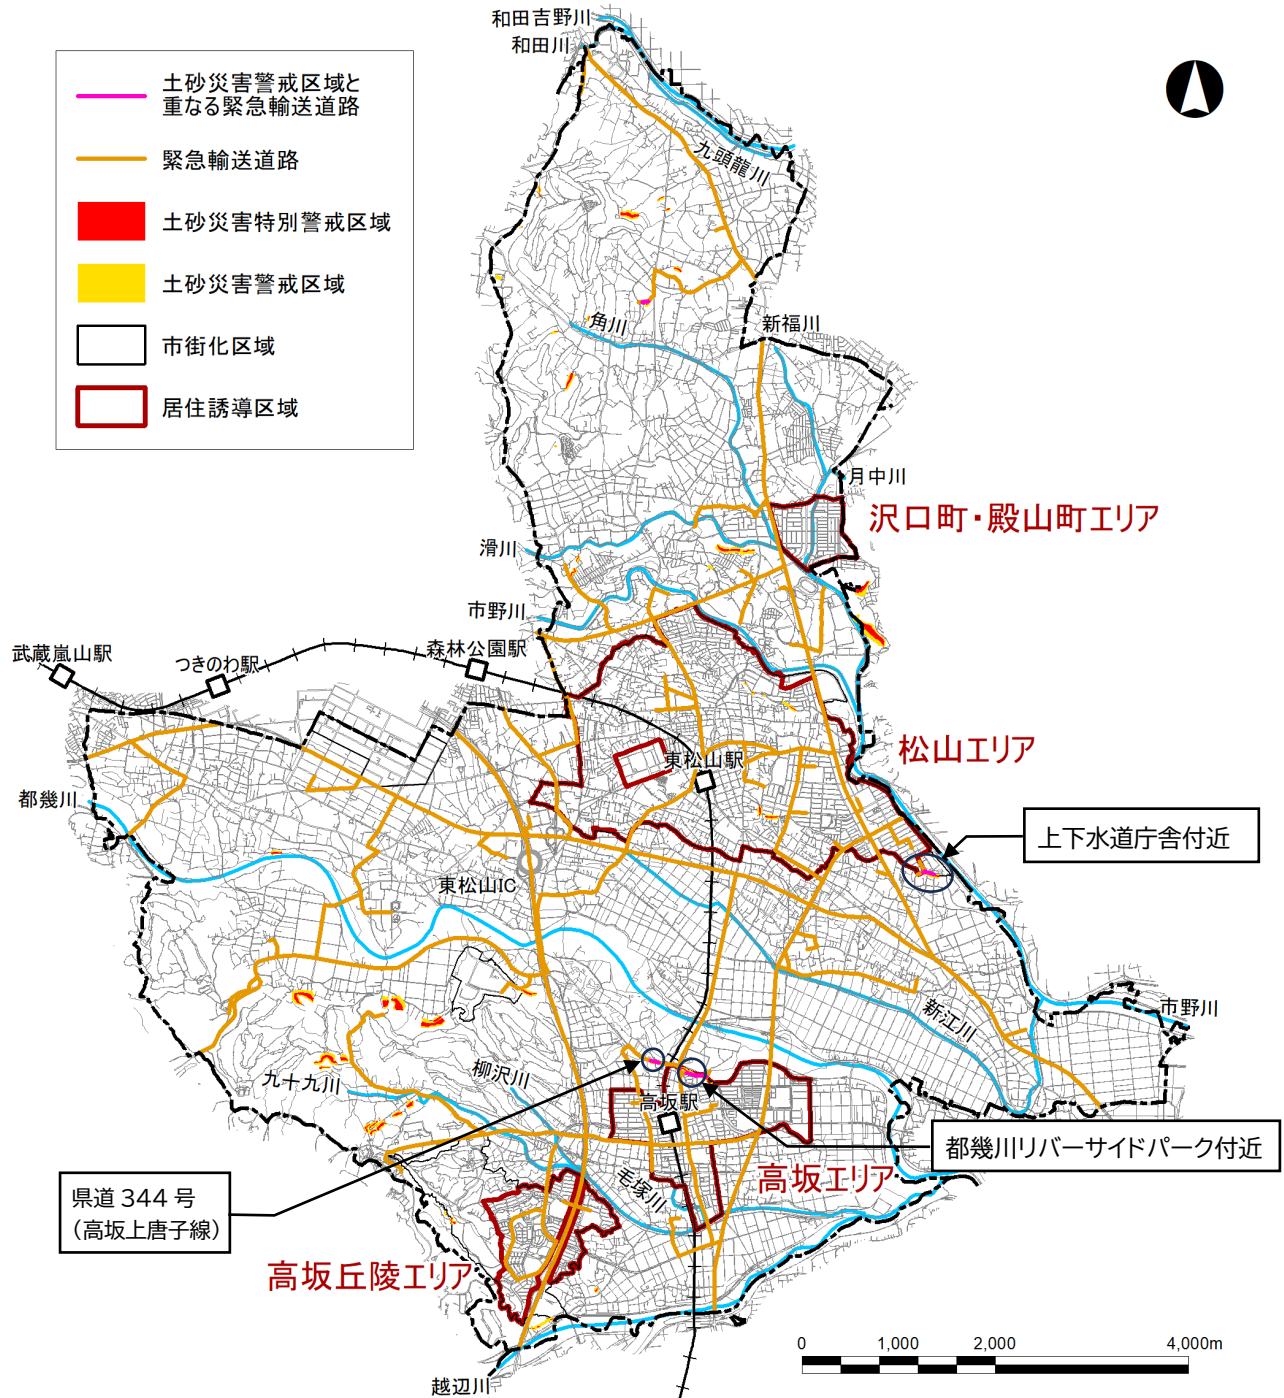 和田吉野川
和田川
土砂災害警戒区域と
重なる緊急輸送道路
緊急輸送道路
土砂災害特別警戒区域
土砂災害警戒区域
市街化区域
居住誘導区域
九頭龍川
角川
新福川
月中川
沢口町・殿山町エリア
滑川
市野川
武蔵嵐山駅
つきのわ駅
森林公園駅
東松山駅
松山エリア
都幾川
上下水道庁舎付近
東松山IC
新江川
市野川
九十九川
柳沢川
高坂駅
都幾川リバーサイドパーク付近
高坂エリア
県道344号
（高坂上唐子線）
毛塚川
高坂丘陵エリア
越辺川
0 1,000 2,000 4,000m